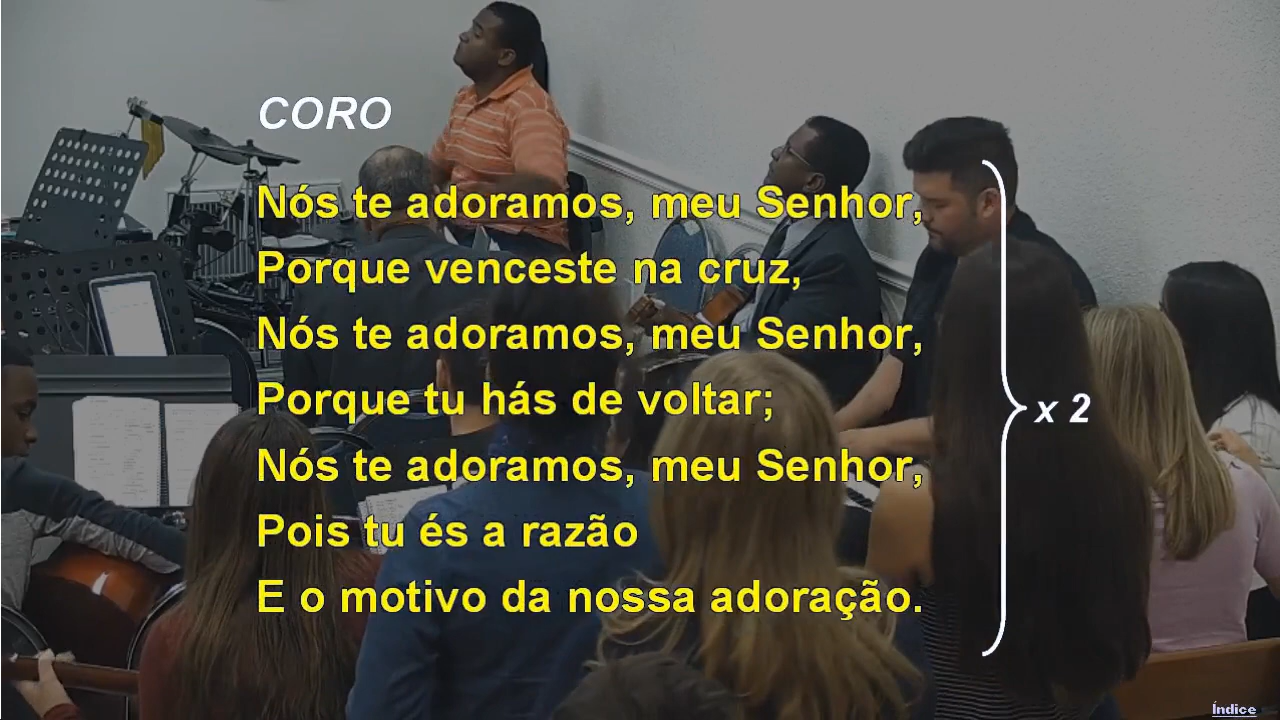 CORO
Nós te adoramos, meu Senhor,
Porque venceste na cruz,
Nós te adoramos, meu Senhor,
Porque tu hás de voltar;
Nós te adoramos, meu Senhor,
Pois tu és a razão
E o motivo da nossa adoração.
x 2
Índice